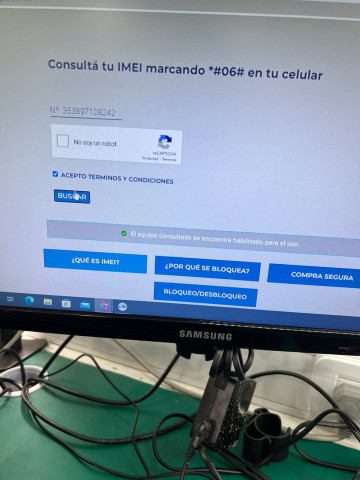 Consultá tu IMEI marcando *#06# en tu celular
Nº 353897108242
No soy un robot
reCAPTCHA
Privacidad - Términos
ACEPTO TERMINOS Y CONDICIONES
BUSCAR
El equipo consultado se encuentra habilitado para el uso.
¿QUÉ ES IMEI?
¿POR QUÉ SE BLOQUEA?
COMPRA SEGURA
BLOQUEO/DESBLOQUEO
SAMSUNG